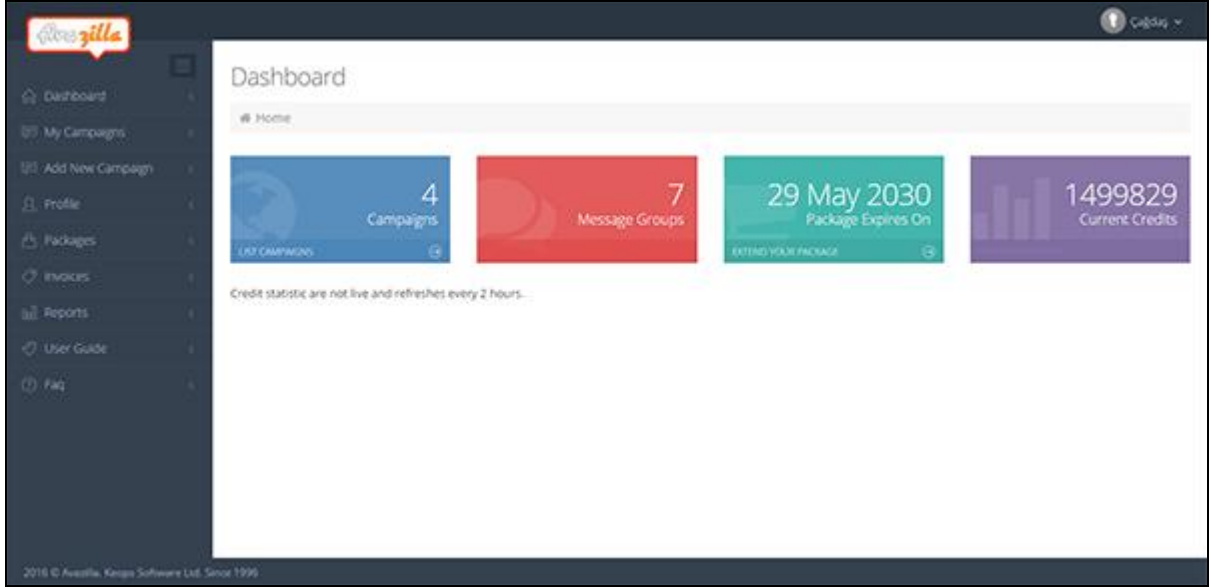 Avazilla
Çağdaş
Dashboard
Home
Dashboard
My Campaigns
Add New Campaign
Profile
Packages
Invoices
Reports
User Guide
Faq
4
Campaigns
LIST CAMPAIGNS
7
Message Groups
29 May 2030
Package Expires On
EXTEND YOUR PACKAGE
1499829
Current Credits
Credit statistic are not live and refreshes every 2 hours.
2016 © Avazilla. Keops Software Ltd. Since 1996